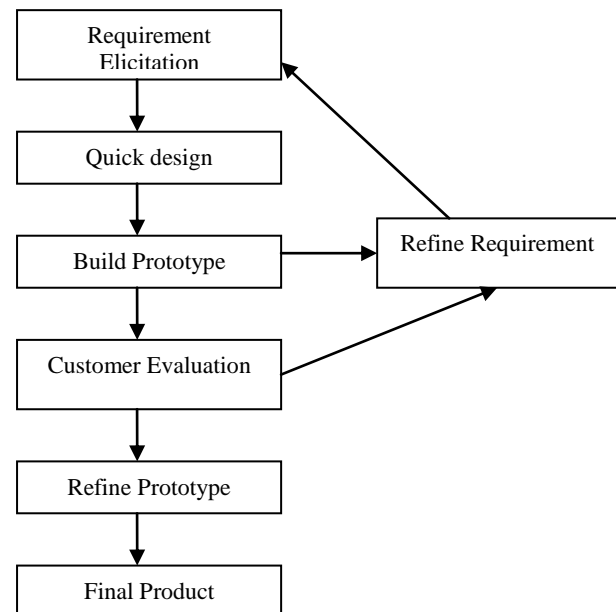 Requirement
Elicitation
Quick design
Build Prototype
Refine Requirement
Customer Evaluation
Refine Prototype
Final Product